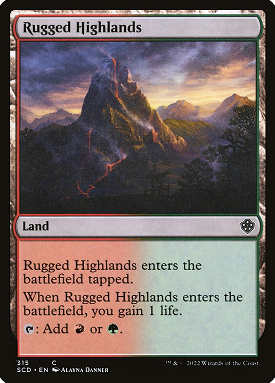 Rugged Highlands
Land
Rugged Highlands enters the
battlefield tapped.
When Rugged Highlands enters the
battlefield, you gain 1 life.
: Add or .
315 C
SCD • EN ALAYNA DANNER ™ & © 2022 Wizards of the Coast